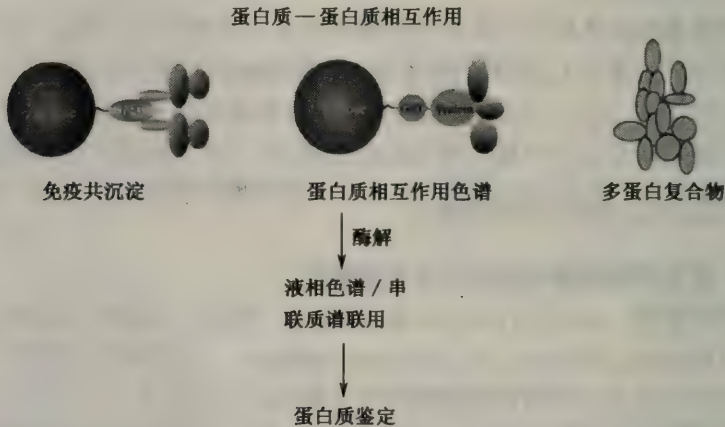 蛋白质—蛋白质相互作用
免疫共沉淀
蛋白质相互作用色谱
多蛋白复合物
酶解
液相色谱 / 串
联质谱联用
蛋白质鉴定